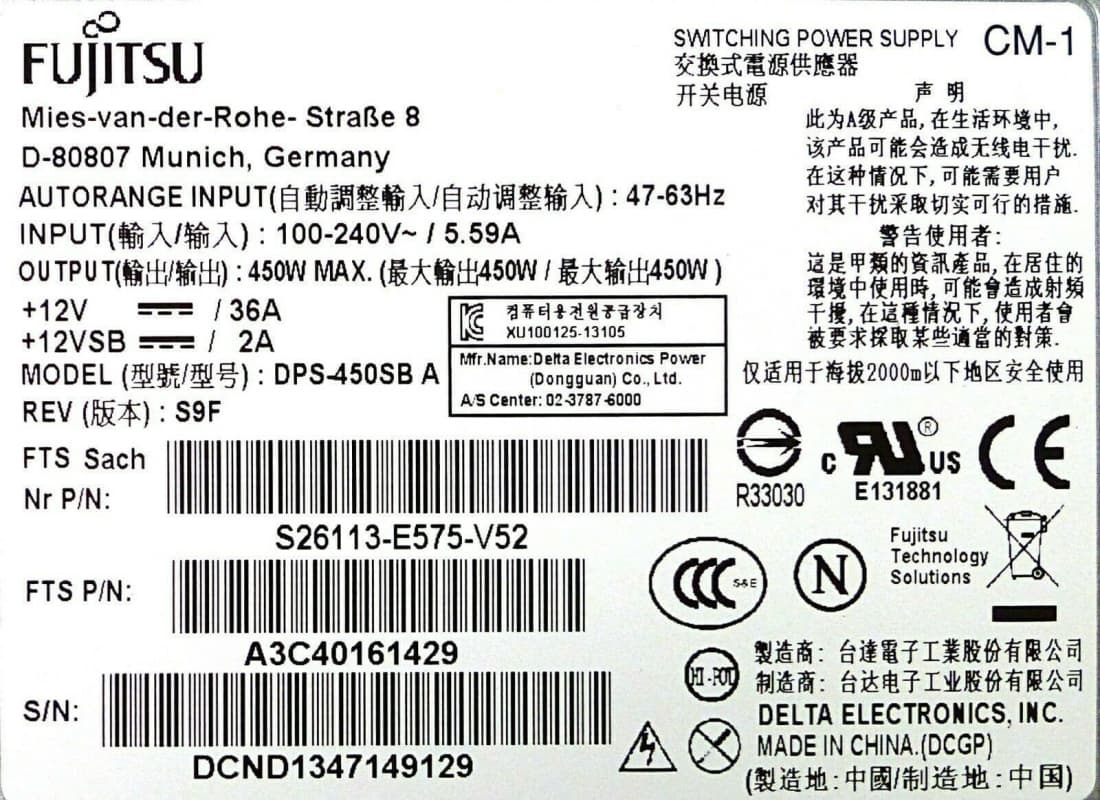 FUJITSU
Mies-van-der-Rohe- Straße 8
D-80807 Munich, Germany
AUTORANGE INPUT(自動調整輸入/自动调整输入) : 47-63Hz
INPUT(輸入/输入) : 100-240V~ / 5.59A
OUTPUT(輸出/输出) : 450W MAX. (最大輸出450W / 最大输出450W )
+12V / 36A
+12VSB / 2A
MODEL (型號/型号) : DPS-450SB A
REV (版本) : S9F
컴퓨터용전원공급장치
XU100125-13105
Mfr.Name:Delta Electronics Power
(Dongguan) Co., Ltd.
A/S Center: 02-3787-6000
SWITCHING POWER SUPPLY CM-1
交換式電源供應器
开关电源
声 明
此为A级产品, 在生活环境中,
该产品可能会造成无线电干扰.
在这种情况下, 可能需要用户
对其干扰采取切实可行的措施.
警告使用者:
這是甲類的資訊產品, 在居住的
環境中使用時, 可能會造成射頻
干擾, 在這種情況下, 使用者會
被要求採取某些適當的對策.
仅适用于海拔2000m以下地区安全使用
FTS Sach
Nr P/N:
S26113-E575-V52
FTS P/N:
A3C40161429
S/N:
DCND1347149129
R33030
c RU ® US
E131881
CE
CCC S&E
N
Fujitsu
Technology
Solutions
HI-POT
製造商: 台達電子工業股份有限公司
制造商: 台达电子工业股份有限公司
DELTA ELECTRONICS, INC.
MADE IN CHINA.(DCGP)
(製造地: 中國/制造地: 中国)